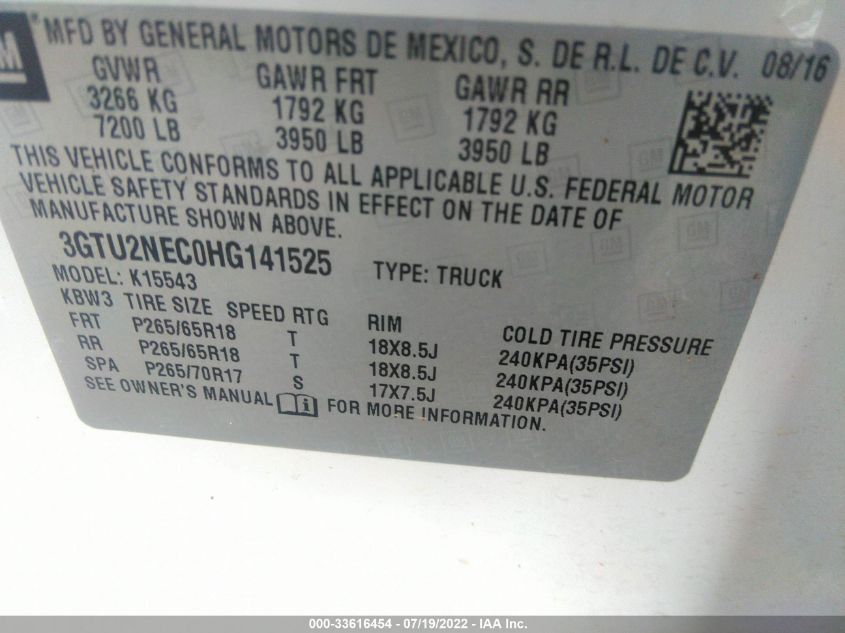 GM ® MFD BY GENERAL MOTORS DE MEXICO, S. DE R.L. DE C.V. 08/16
GVWR GAWR FRT GAWR RR
3266 KG 1792 KG 1792 KG
7200 LB 3950 LB 3950 LB
THIS VEHICLE CONFORMS TO ALL APPLICABLE U.S. FEDERAL MOTOR
VEHICLE SAFETY STANDARDS IN EFFECT ON THE DATE OF
MANUFACTURE SHOWN ABOVE.
3GTU2NEC0HG141525 TYPE: TRUCK
MODEL: K15543
KBW3 TIRE SIZE SPEED RTG RIM COLD TIRE PRESSURE
FRT P265/65R18 T 18X8.5J 240KPA(35PSI)
RR P265/65R18 T 18X8.5J 240KPA(35PSI)
SPA P265/70R17 S 17X7.5J 240KPA(35PSI)
SEE OWNER'S MANUAL i FOR MORE INFORMATION.
000-33616454 - 07/19/2022 - IAA Inc.